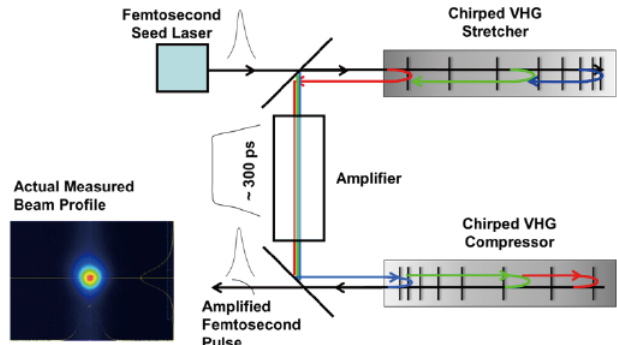 Femtosecond
Seed Laser
Chirped VHG
Stretcher
~ 300 ps
Amplifier
Actual Measured
Beam Profile
Chirped VHG
Compressor
Amplified
Femtosecond
Pulse